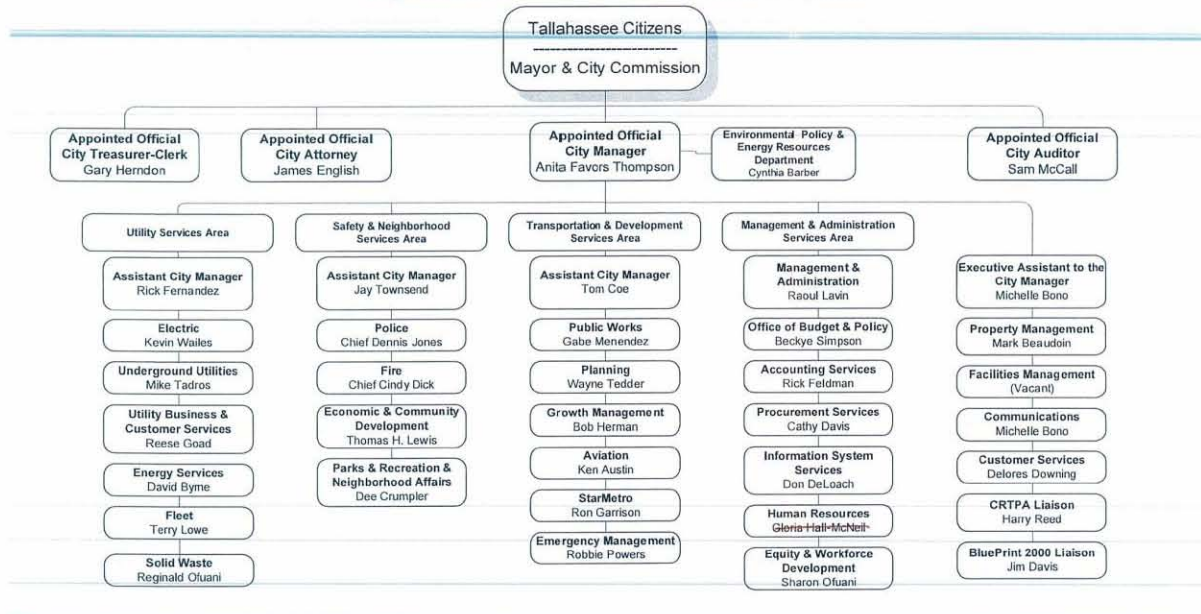 Tallahassee Citizens
------------------------
Mayor & City Commission
Appointed Official
City Treasurer-Clerk
Gary Herndon
Appointed Official
City Attorney
James English
Appointed Official
City Manager
Anita Favors Thompson
Environmental Policy &
Energy Resources
Department
Cynthia Barber
Appointed Official
City Auditor
Sam McCall
Utility Services Area
Assistant City Manager
Rick Fernandez
Electric
Kevin Wailes
Underground Utilities
Mike Tadros
Utility Business &
Customer Services
Reese Goad
Energy Services
David Byrne
Fleet
Terry Lowe
Solid Waste
Reginald Ofuani
Safety & Neighborhood
Services Area
Assistant City Manager
Jay Townsend
Police
Chief Dennis Jones
Fire
Chief Cindy Dick
Economic & Community
Development
Thomas H. Lewis
Parks & Recreation &
Neighborhood Affairs
Dee Crumpler
Transportation & Development
Services Area
Assistant City Manager
Tom Coe
Public Works
Gabe Menendez
Planning
Wayne Tedder
Growth Management
Bob Herman
Aviation
Ken Austin
StarMetro
Ron Garrison
Emergency Management
Robbie Powers
Management & Administration
Services Area
Management &
Administration
Raoul Lavin
Office of Budget & Policy
Beckye Simpson
Accounting Services
Rick Feldman
Procurement Services
Cathy Davis
Information System
Services
Don DeLoach
Human Resources
Gloria Hall-McNeil
Equity & Workforce
Development
Sharon Ofuani
Executive Assistant to the
City Manager
Michelle Bono
Property Management
Mark Beaudoin
Facilities Management
(Vacant)
Communications
Michelle Bono
Customer Services
Delores Downing
CRTPA Liaison
Harry Reed
BluePrint 2000 Liaison
Jim Davis